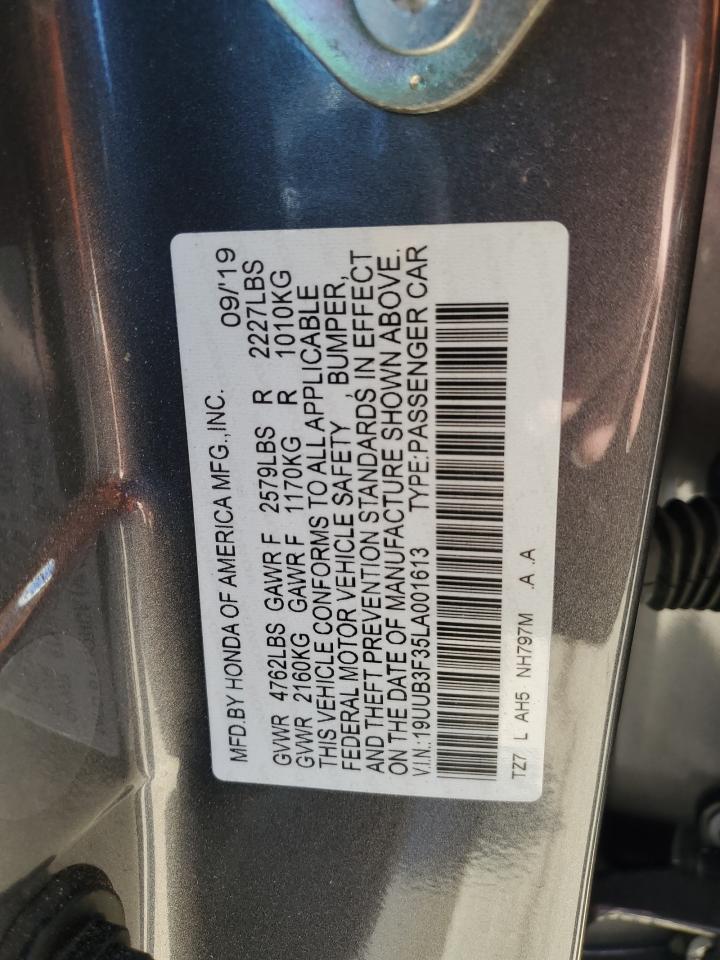 MFD.BY HONDA OF AMERICA MFG.,INC. 09/'19
GVWR 4762LBS GAWR F 2579LBS R 2227LBS
GVWR 2160KG GAWR F 1170KG R 1010KG
THIS VEHICLE CONFORMS TO ALL APPLICABLE
FEDERAL MOTOR VEHICLE SAFETY, BUMPER,
AND THEFT PREVENTION STANDARDS IN EFFECT
ON THE DATE OF MANUFACTURE SHOWN ABOVE.
V.I.N.:19UUB3F35LA001613 TYPE:PASSENGER CAR
TZ7 L AH5 NH797M .A .A